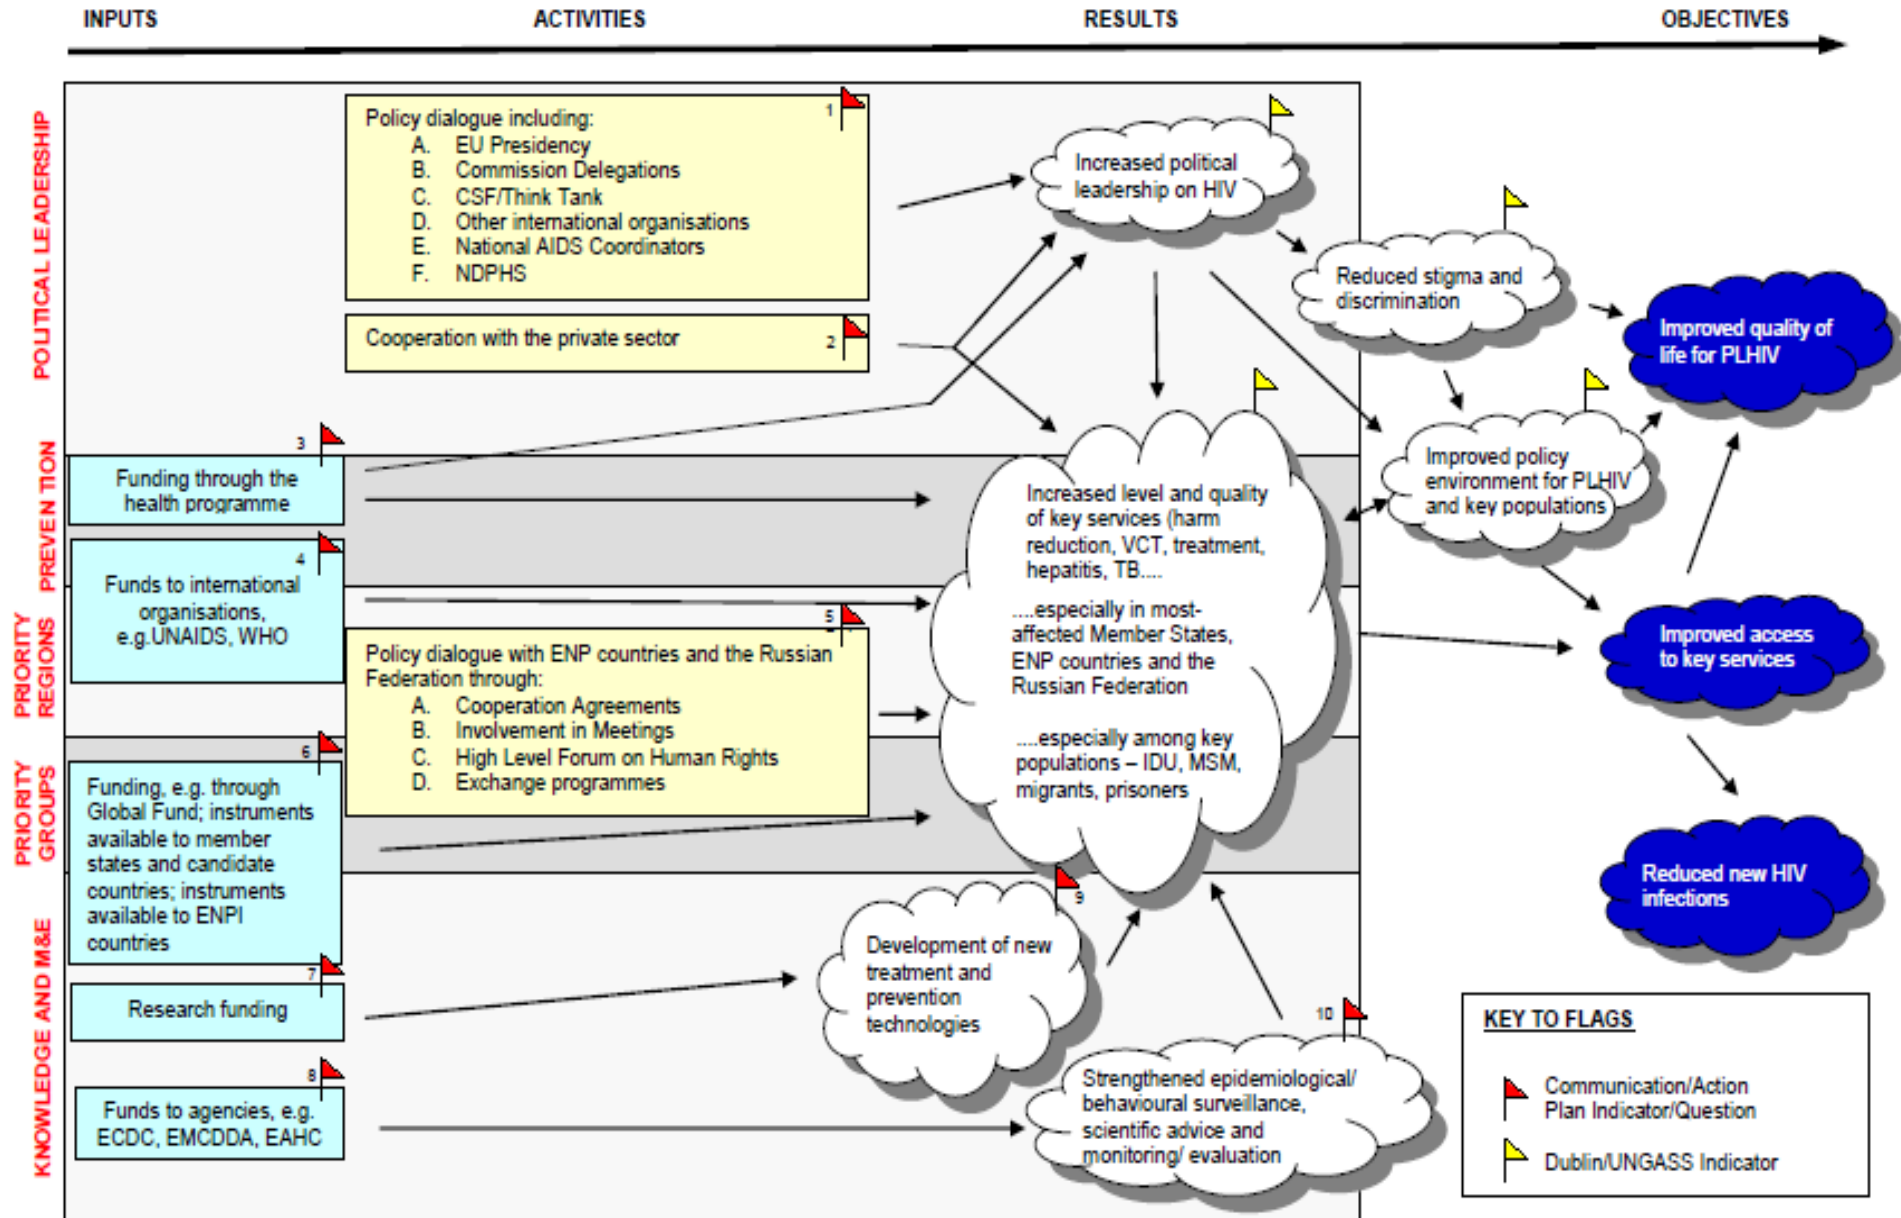 INPUTS
ACTIVITIES
RESULTS
OBJECTIVES
POLITICAL LEADERSHIP
PREVENTION
PRIORITY
REGIONS
PRIORITY
GROUPS
KNOWLEDGE AND M&E
1
Policy dialogue including:
A. EU Presidency
B. Commission Delegations
C. CSF/Think Tank
D. Other international organisations
E. National AIDS Coordinators
F. NDPHS
2
Cooperation with the private sector
3
Funding through the
health programme
4
Funds to international
organisations,
e.g.UNAIDS, WHO
5
Policy dialogue with ENP countries and the Russian
Federation through:
A. Cooperation Agreements
B. Involvement in Meetings
C. High Level Forum on Human Rights
D. Exchange programmes
6
Funding, e.g. through
Global Fund; instruments
available to member
states and candidate
countries; instruments
available to ENPI
countries
7
Research funding
8
Funds to agencies, e.g.
ECDC, EMCDDA, EAHC
Increased political
leadership on HIV
Reduced stigma and
discrimination
Improved policy
environment for PLHIV
and key populations
Increased level and quality
of key services (harm
reduction, VCT, treatment,
hepatitis, TB....
....especially in most-
affected Member States,
ENP countries and the
Russian Federation
....especially among key
populations – IDU, MSM,
migrants, prisoners
9
Development of new
treatment and
prevention
technologies
10
Strengthened epidemiological/
behavioural surveillance,
scientific advice and
monitoring/ evaluation
Improved quality of
life for PLHIV
Improved access
to key services
Reduced new HIV
infections
KEY TO FLAGS
Communication/Action
Plan Indicator/Question
Dublin/UNGASS Indicator